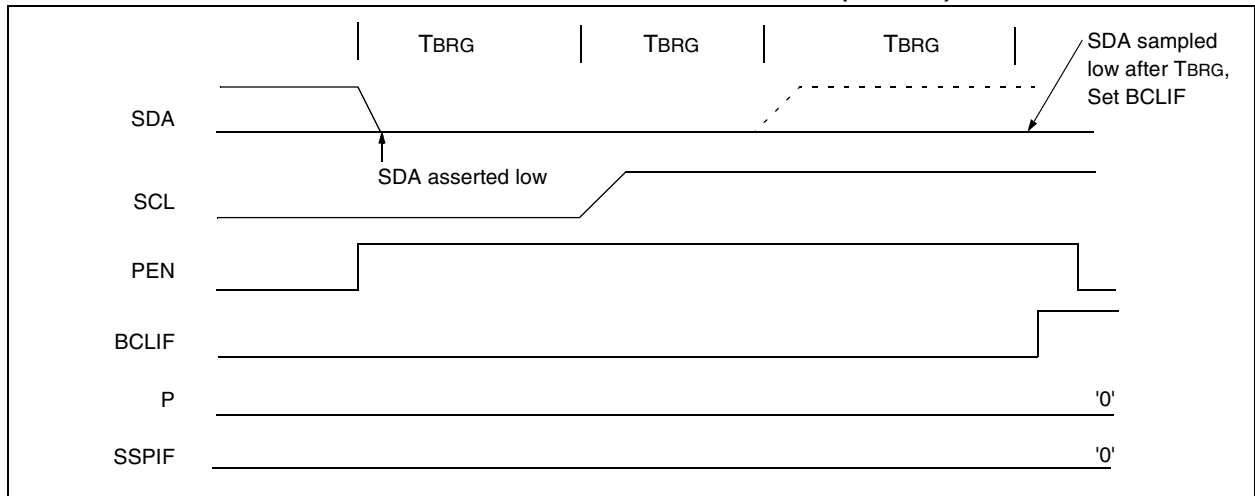 TBRG TBRG TBRG
SDA sampled
low after TBRG,
Set BCLIF
SDA
SDA asserted low
SCL
PEN
BCLIF
P '0'
SSPIF '0'